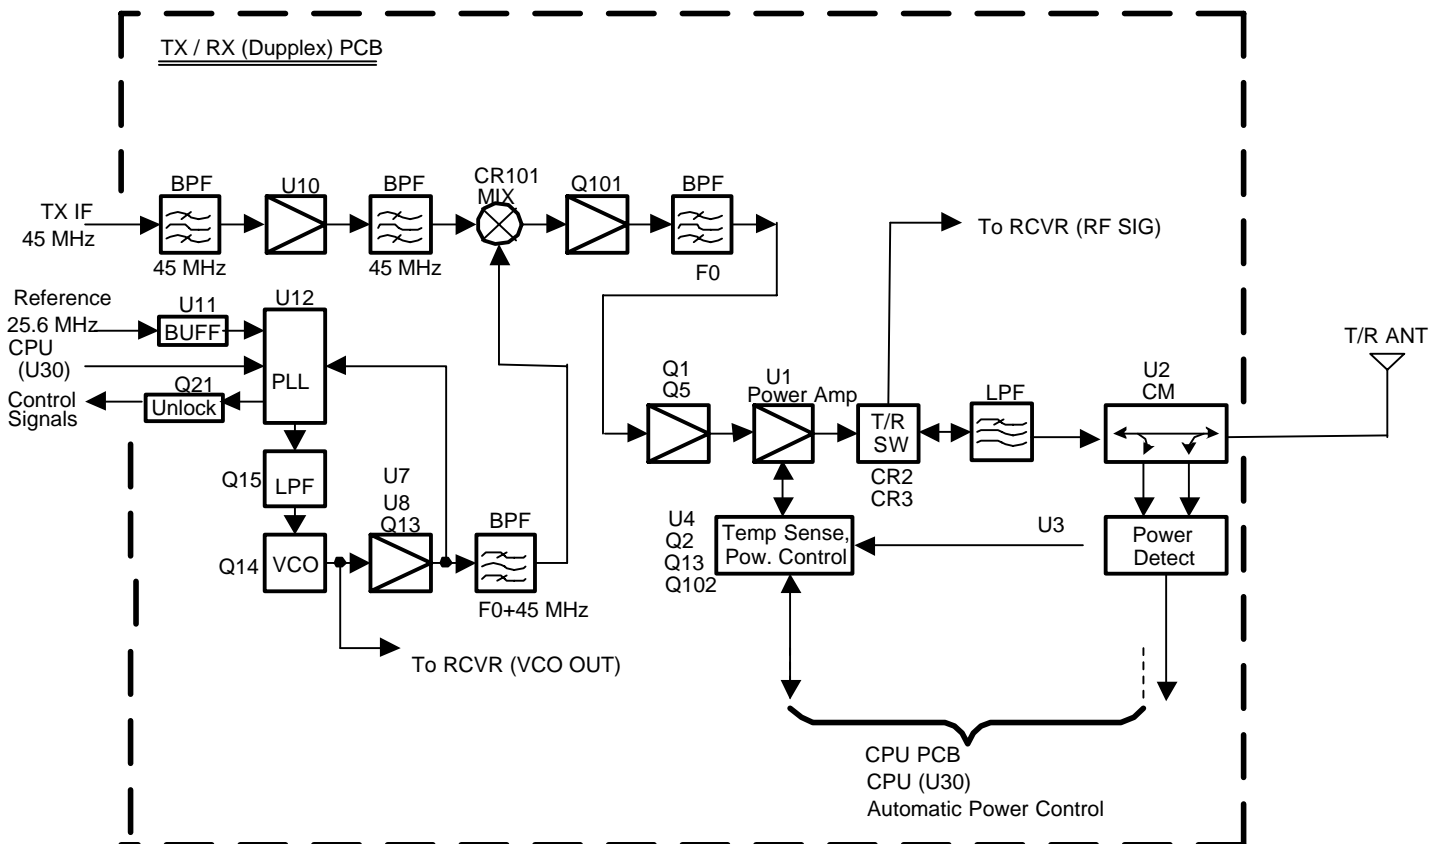 TX / RX (Dupplex) PCB
BPF
U10
BPF
CR101
MIX
Q101
BPF
TX IF
45 MHz
45 MHz
45 MHz
F0
To RCVR (RF SIG)
Reference
25.6 MHz
U11
BUFF
U12
PLL
CPU
(U30)
Q21
Unlock
Control
Signals
T/R ANT
Q1
Q5
U1
Power Amp
T/R
SW
CR2
CR3
LPF
U2
CM
Q15
LPF
U7
U8
Q13
BPF
Q14
VCO
F0+45 MHz
To RCVR (VCO OUT)
U4
Q2
Q13
Q102
Temp Sense,
Pow. Control
U3
Power
Detect
CPU PCB
CPU (U30)
Automatic Power Control